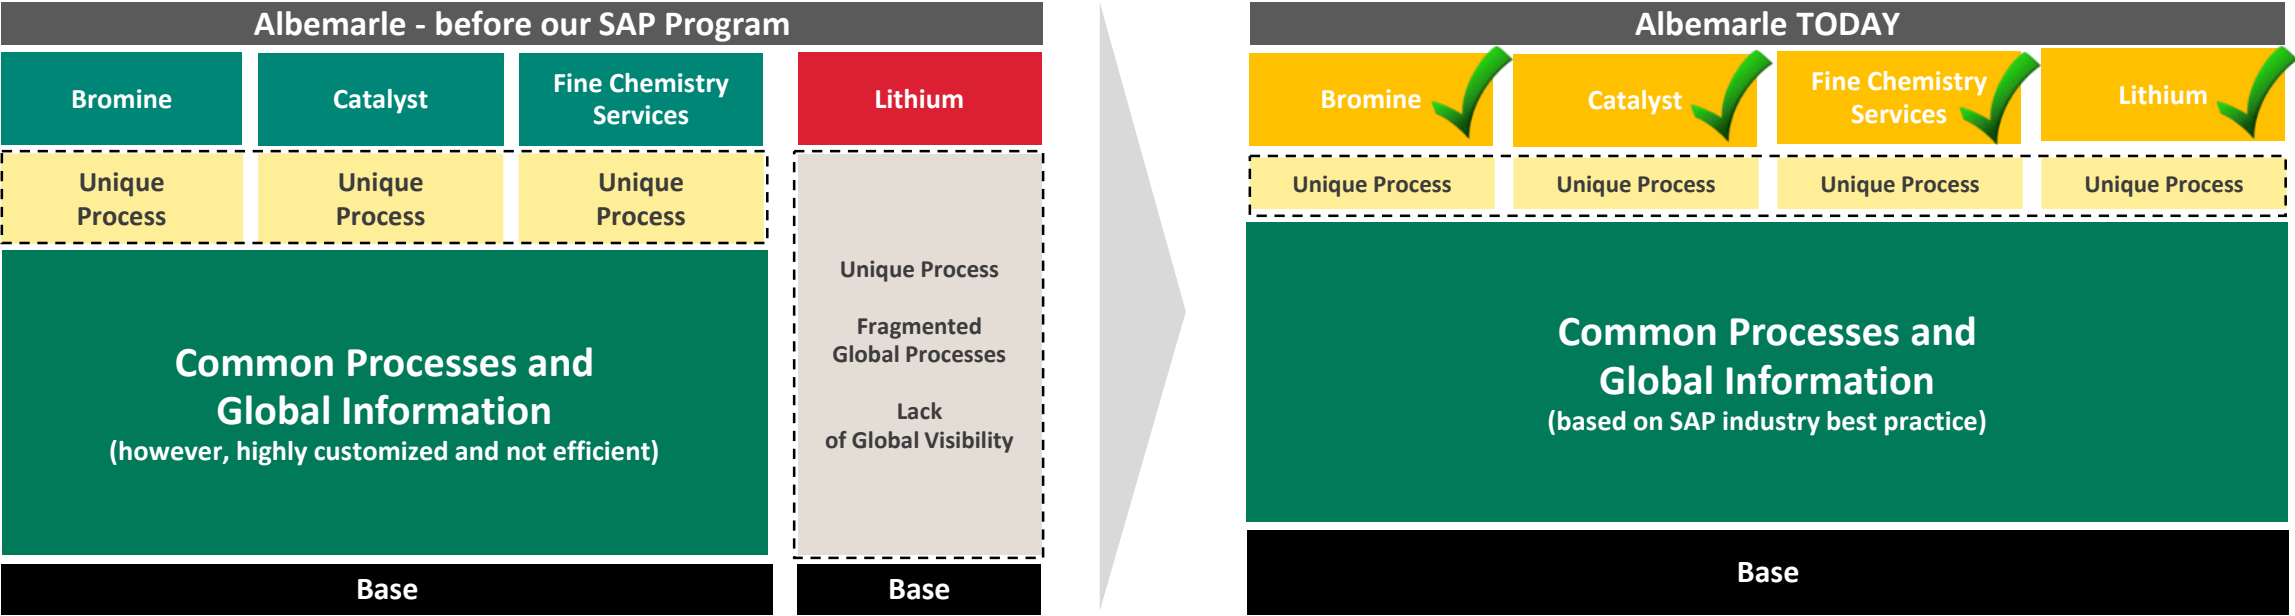 Albemarle - before our SAP Program
Bromine
Catalyst
Fine Chemistry
Services
Lithium
Unique
Process
Unique
Process
Unique
Process
Common Processes and
Global Information
(however, highly customized and not efficient)
Unique Process
Fragmented
Global Processes
Lack
of Global Visibility
Base
Base
Albemarle TODAY
Bromine
Catalyst
Fine Chemistry
Services
Lithium
Unique Process
Unique Process
Unique Process
Unique Process
Common Processes and
Global Information
(based on SAP industry best practice)
Base